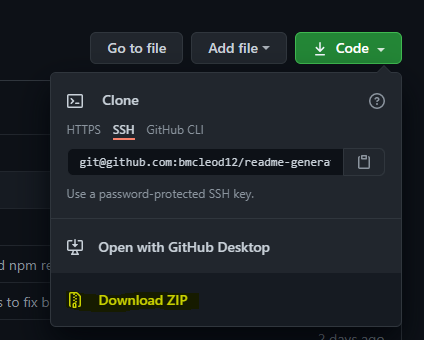 Go to file Add file Code
Clone
HTTPS SSH GitHub CLI
git@github.com:bmcleod12/readme-genera
Use a password-protected SSH key.
Open with GitHub Desktop
d npm re
Download ZIP
s to fix b
2 days ago